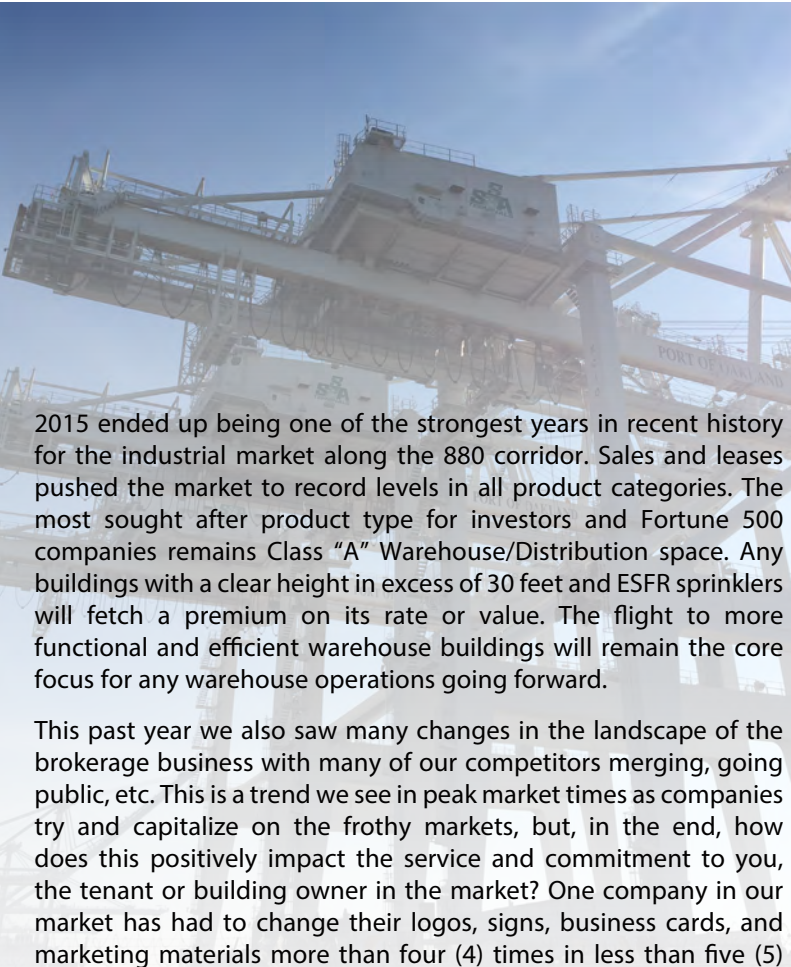 SSA
PORT OF OAKLAND
SSA
2015 ended up being one of the strongest years in recent history
for the industrial market along the 880 corridor. Sales and leases
pushed the market to record levels in all product categories. The
most sought after product type for investors and Fortune 500
companies remains Class “A” Warehouse/Distribution space. Any
buildings with a clear height in excess of 30 feet and ESFR sprinklers
will fetch a premium on its rate or value. The flight to more
functional and efficient warehouse buildings will remain the core
focus for any warehouse operations going forward.
This past year we also saw many changes in the landscape of the
brokerage business with many of our competitors merging, going
public, etc. This is a trend we see in peak market times as companies
try and capitalize on the frothy markets, but, in the end, how
does this positively impact the service and commitment to you,
the tenant or building owner in the market? One company in our
market has had to change their logos, signs, business cards, and
marketing materials more than four (4) times in less than five (5)